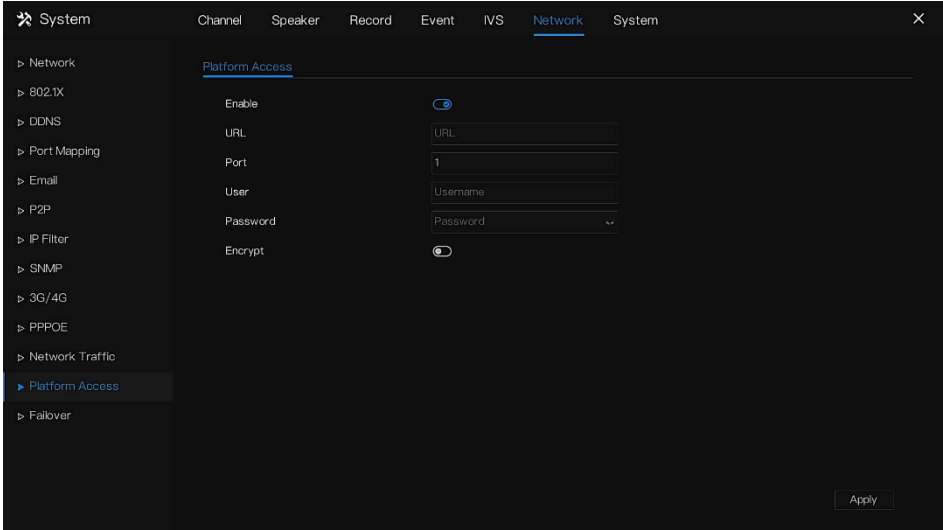 System
Channel Speaker Record Event IVS Network System
Network
802.1X
DDNS
Port Mapping
Email
P2P
IP Filter
SNMP
3G/4G
PPPOE
Network Traffic
Platform Access
Failover
Platform Access
Enable
URL URL
Port 1
User Username
Password Password
Encrypt
Apply